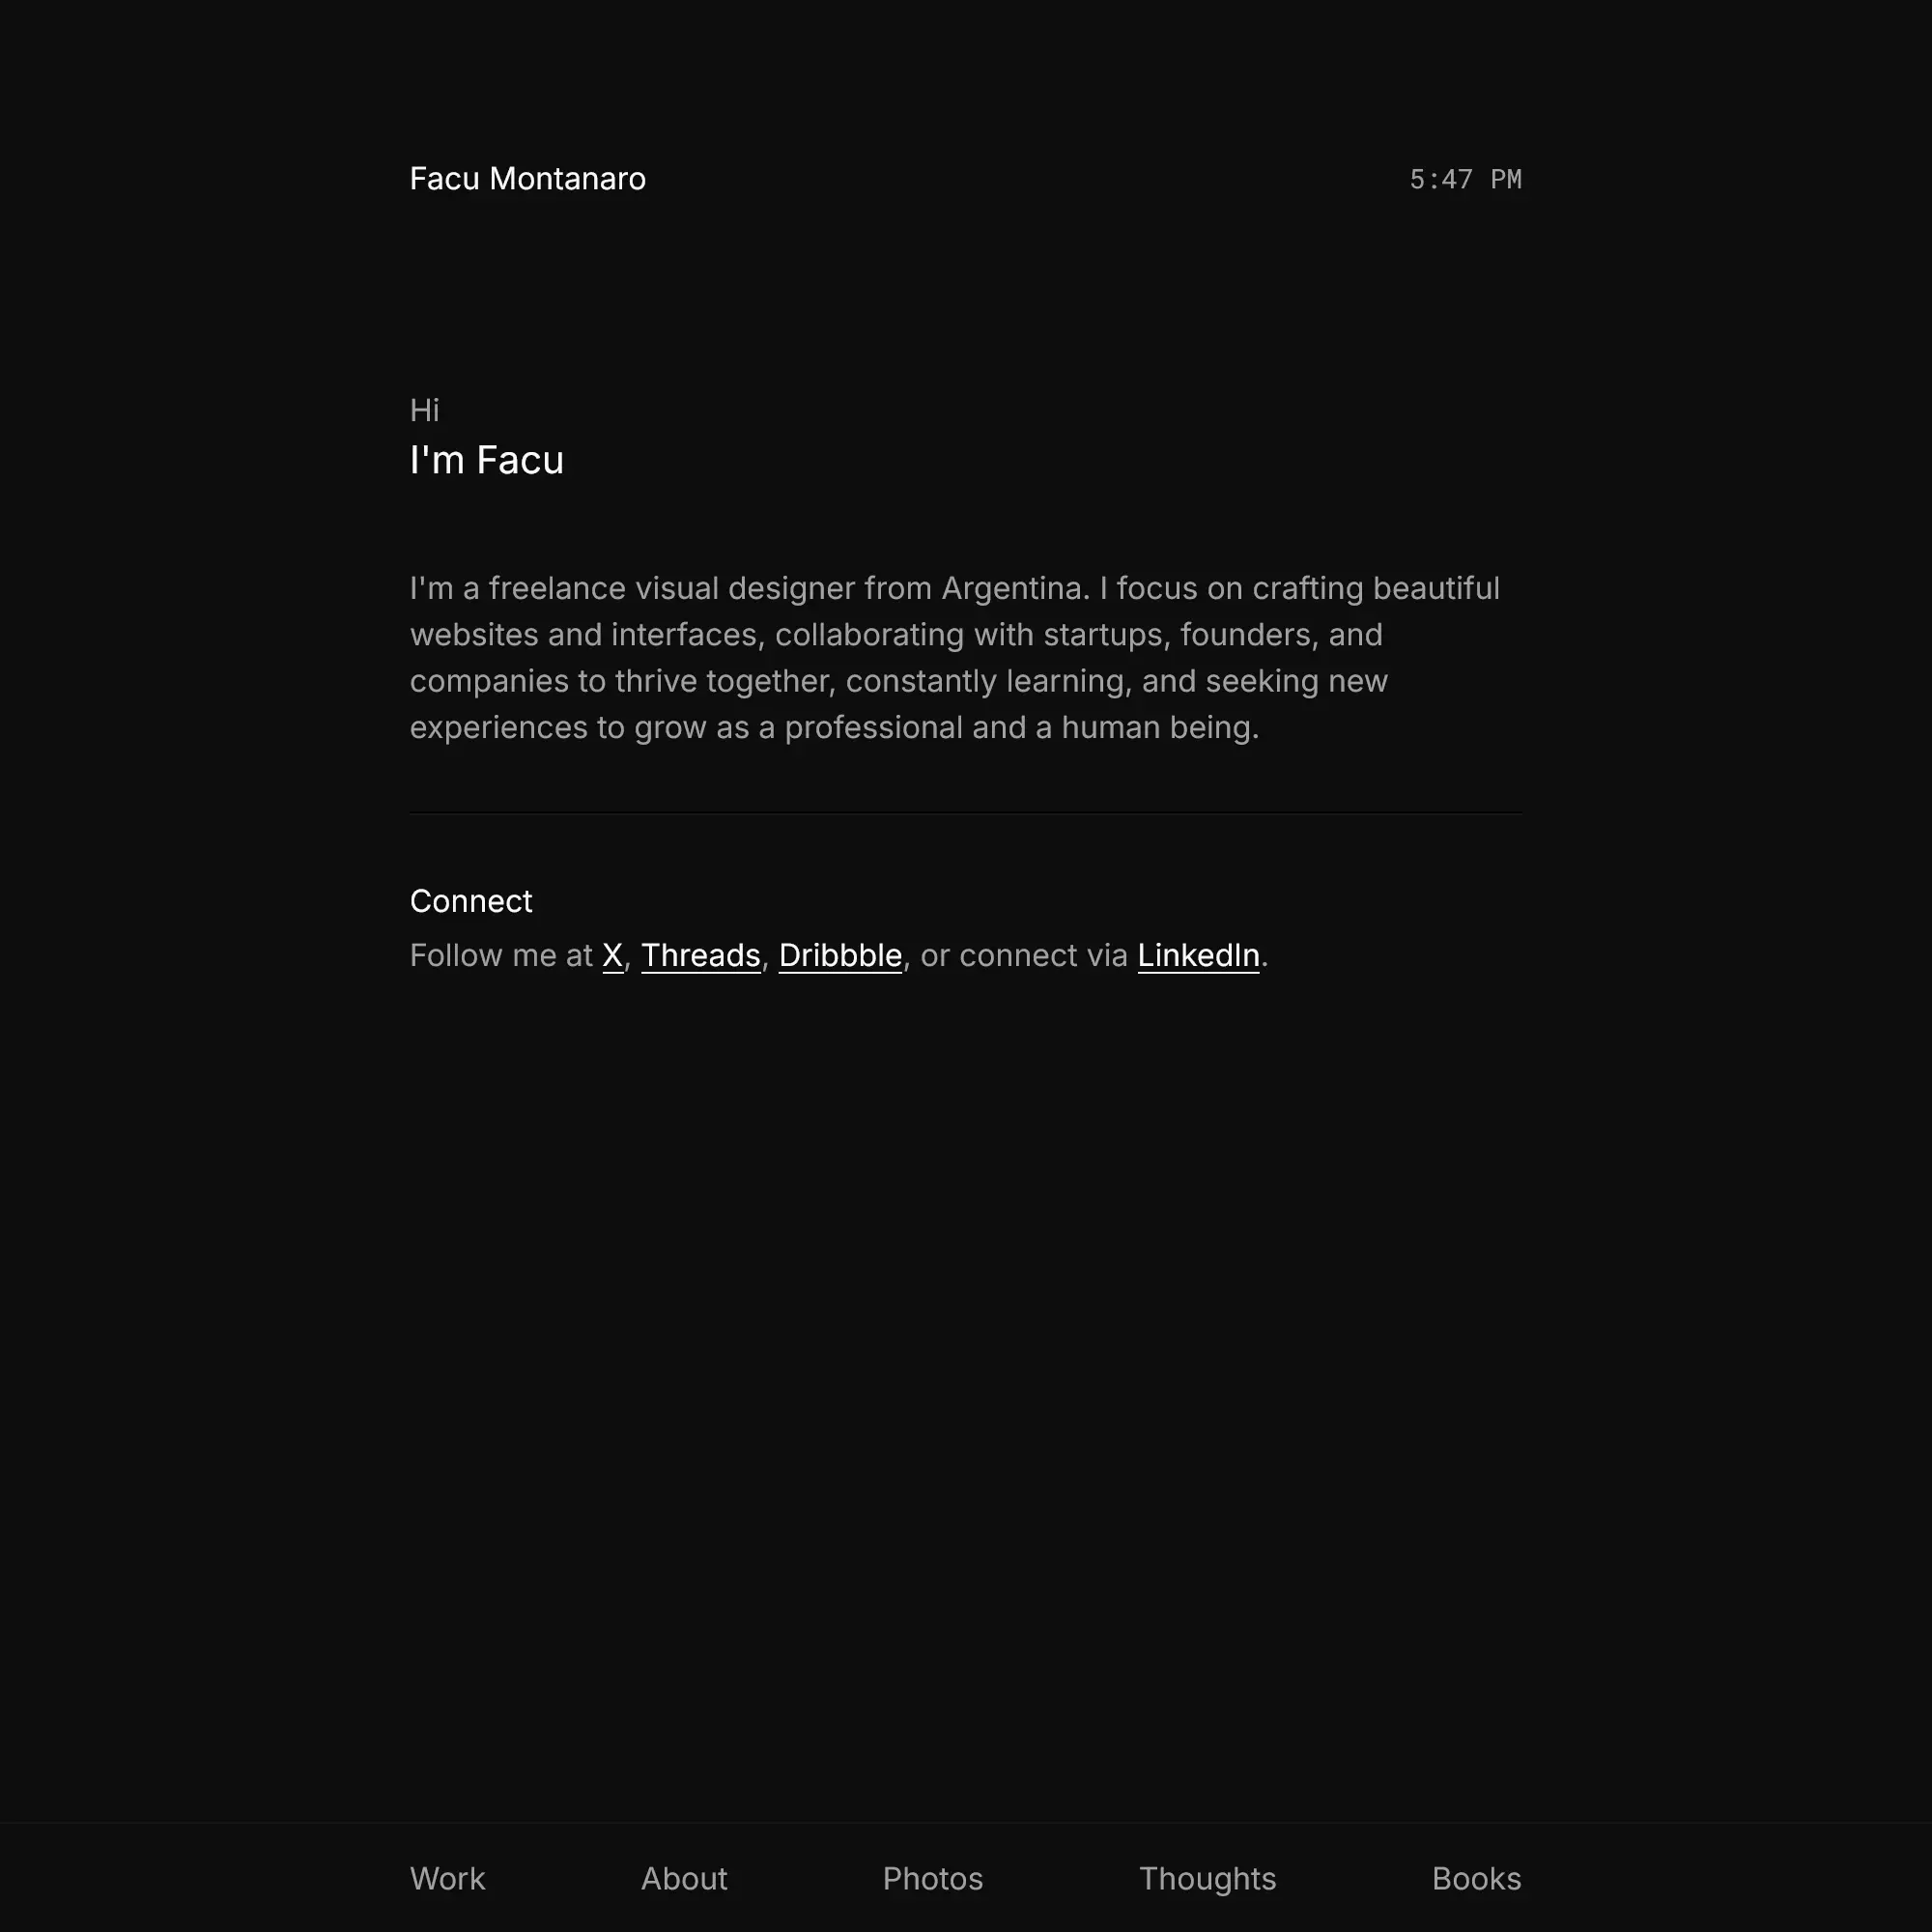 Facu Montanaro
5:47 PM
Hi
I'm Facu
I'm a freelance visual designer from Argentina. I focus on crafting beautiful
websites and interfaces, collaborating with startups, founders, and
companies to thrive together, constantly learning, and seeking new
experiences to grow as a professional and a human being.
Connect
Follow me at X, Threads, Dribbble, or connect via LinkedIn.
Work
About
Photos
Thoughts
Books